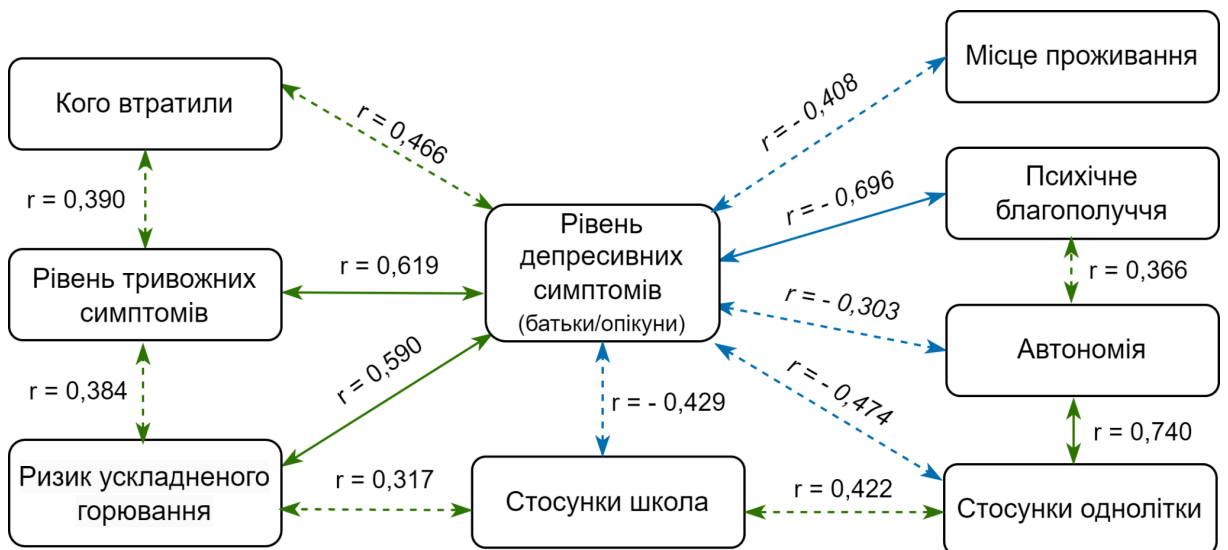 Місце проживання
Кого втратили
r = - 0,408
r = 0,466
Психічне
благополуччя
r = - 0,696
r = 0,390
Рівень
депресивних
симптомів
(батьки/опікуни)
Рівень тривожних
симптомів
r = 0,619
r = 0,366
r = - 0,303
Автономія
r = 0,590
r = 0,384
r = - 0,474
r = - 0,429
r = 0,740
Ризик ускладненого
горювання
r = 0,317
Стосунки школа
r = 0,422
Стосунки однолітки